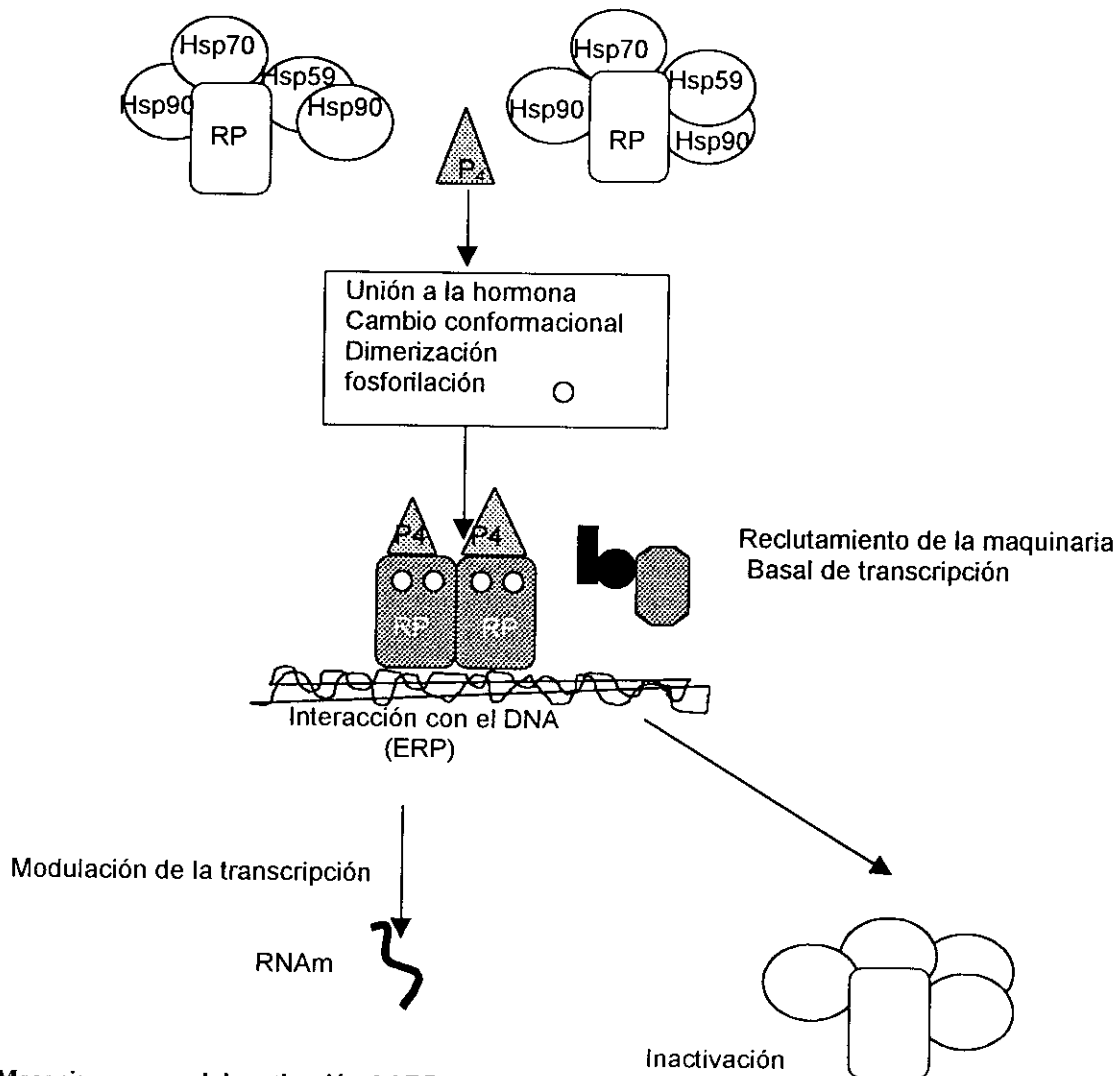 Hsp70
Hsp59
Hsp90
Hsp90
RP
Hsp70
Hsp59
Hsp90
Hsp90
RP
P4
Unión a la hormona
Cambio conformacional
Dimerización
fosforilación
P4
P4
RP
RP
Reclutamiento de la maquinaria
Basal de transcripción
Interacción con el DNA
(ERP)
Modulación de la transcripción
RNAm
Inactivación